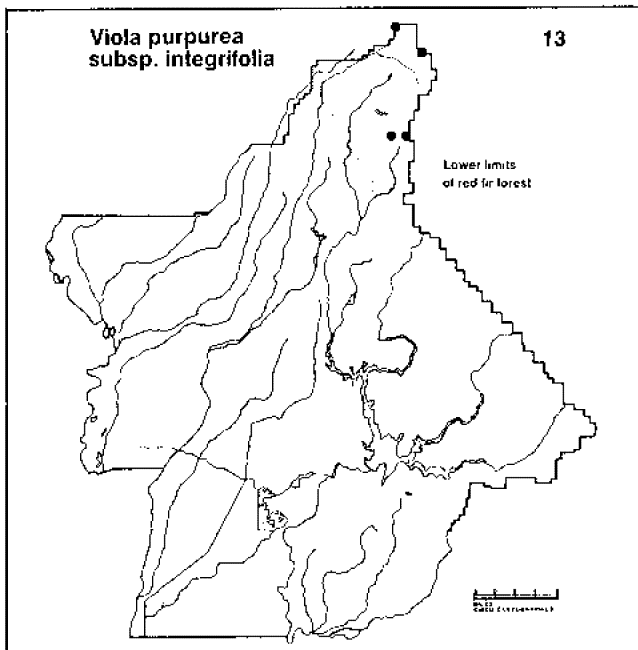 Viola purpurea
subsp. integrifolia
13
Lower limits
of red fir forest